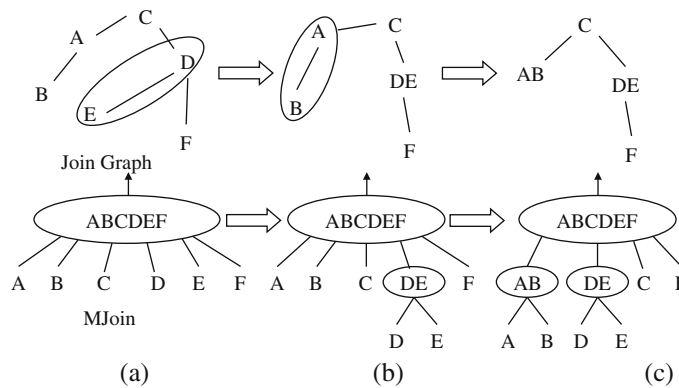 C
A
D
B
E
F
Join Graph
A
C
B
DE
F
C
AB
DE
F
ABCDEF
ABCDEF
ABCDEF
A B C D E F
A B C DE F
AB DE C
MJoin
D E
A B D E
(a)
(b)
(c)